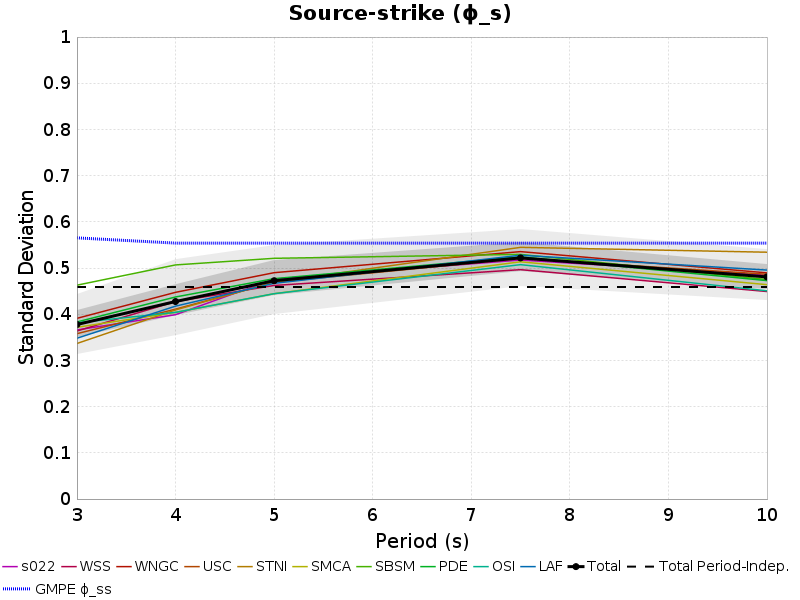 Source-strike (ϕ_s)
1
0.9
0.8
0.7
0.6
0.5
0.4
0.3
0.2
0.1
0
Standard Deviation
3 4 5 6 7 8 9 10
Period (s)
s022 WSS WNGC USC STNI SMCA SBSM PDE OSI LAF Total Total Period-Indep.
GMPE ϕ_ss